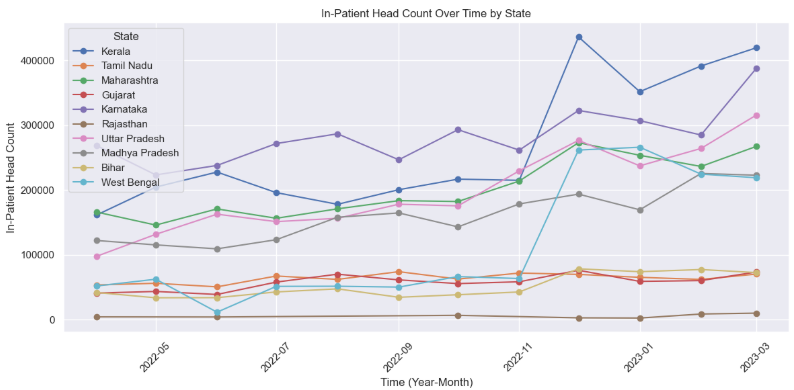 In-Patient Head Count Over Time by State
State
Kerala
Tamil Nadu
Maharashtra
Gujarat
Karnataka
Rajasthan
Uttar Pradesh
Madhya Pradesh
Bihar
West Bengal
In-Patient Head Count
400000
300000
200000
100000
0
2022-05
2022-07
2022-09
2022-11
2023-01
2023-03
Time (Year-Month)